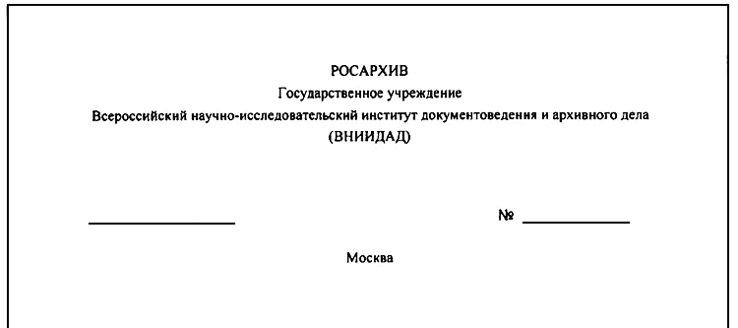 РОСАРХИВ
Государственное учреждение
Всероссийский научно-исследовательский институт документоведения и архивного дела
(ВНИИДАД)
№
Москва